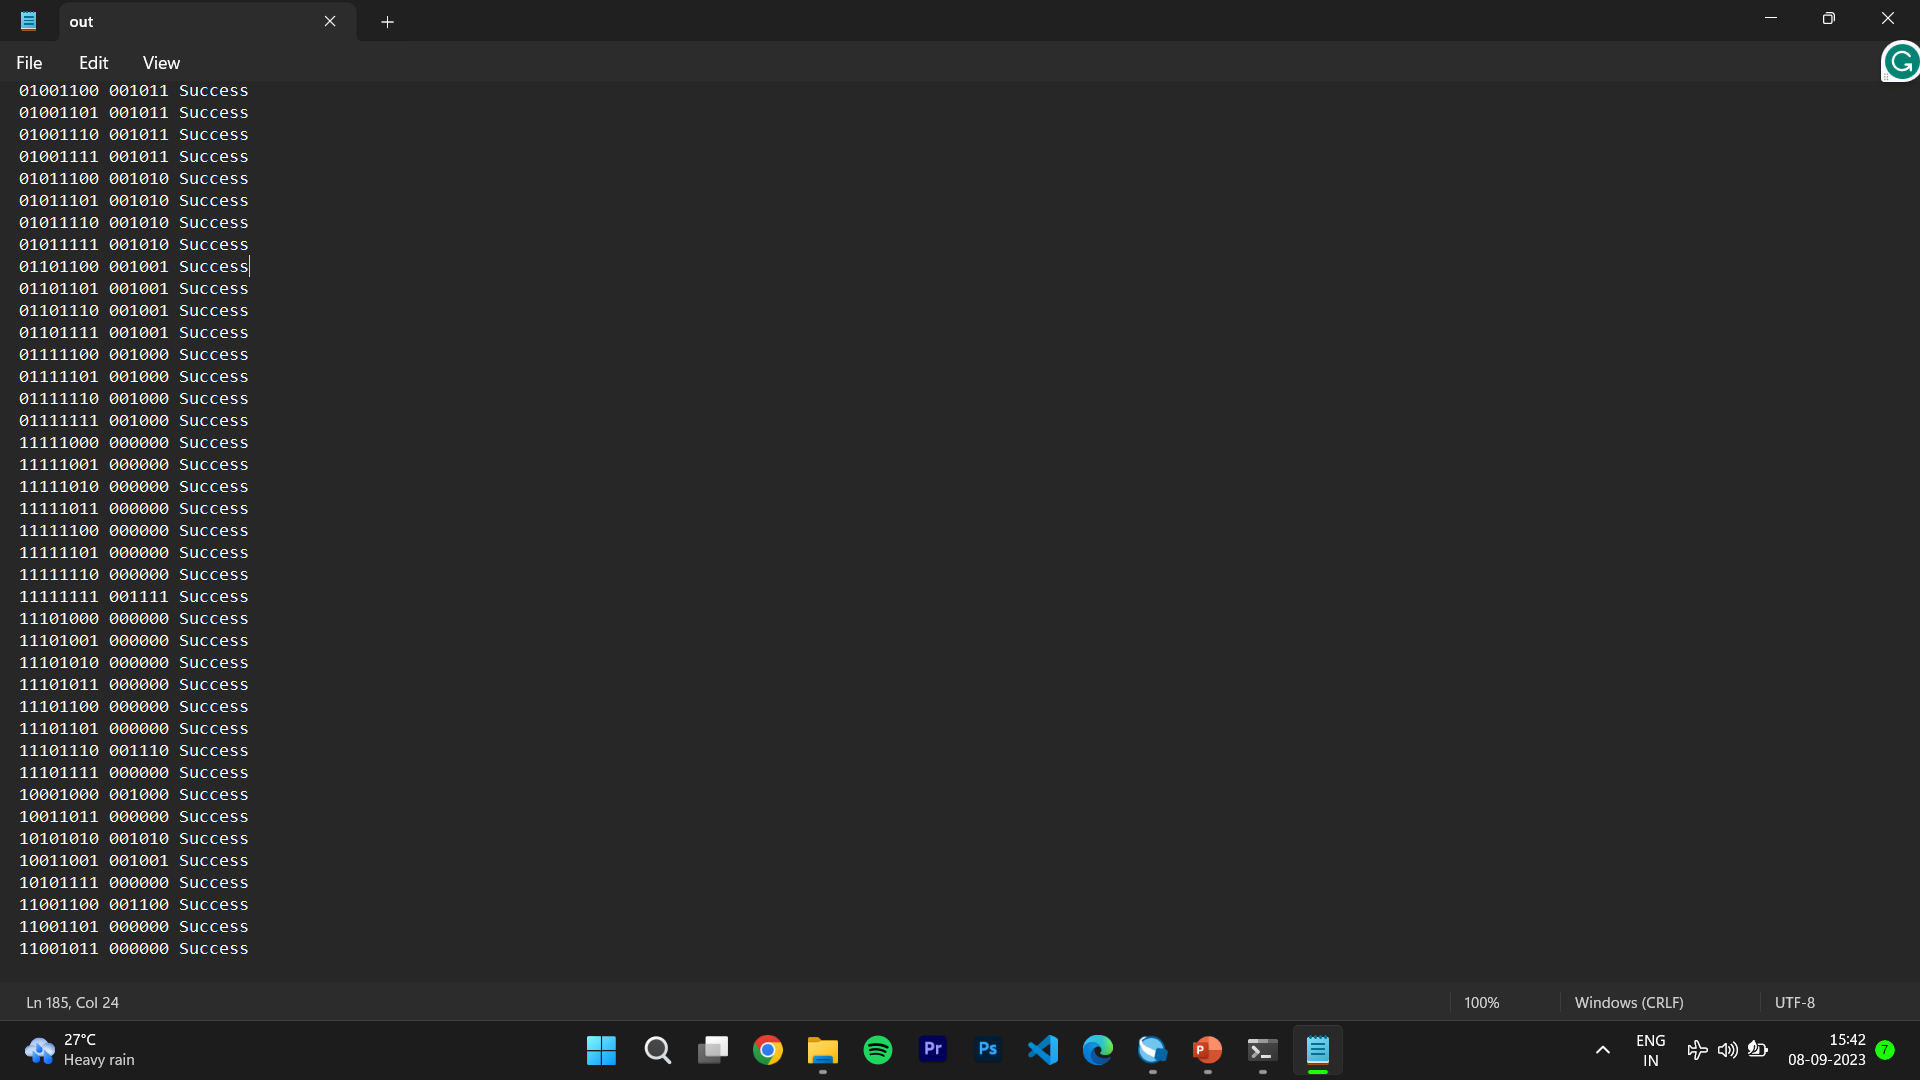 out
File Edit View
01001100 001011 Success
01001101 001011 Success
01001110 001011 Success
01001111 001011 Success
01011100 001010 Success
01011101 001010 Success
01011110 001010 Success
01011111 001010 Success
01101100 001001 Success
01101101 001001 Success
01101110 001001 Success
01101111 001001 Success
01111100 001000 Success
01111101 001000 Success
01111110 001000 Success
01111111 001000 Success
11111000 000000 Success
11111001 000000 Success
11111010 000000 Success
11111011 000000 Success
11111100 000000 Success
11111101 000000 Success
11111110 000000 Success
11111111 001111 Success
11101000 000000 Success
11101001 000000 Success
11101010 000000 Success
11101011 000000 Success
11101100 000000 Success
11101101 000000 Success
11101110 001110 Success
11101111 000000 Success
10001000 001000 Success
10011011 000000 Success
10101010 001010 Success
10011001 001001 Success
10101111 000000 Success
11001100 001100 Success
11001101 000000 Success
11001011 000000 Success
Ln 185, Col 24 100% Windows (CRLF) UTF-8
27°C
Heavy rain
Pr Ps P
ENG
IN
15:42
08-09-2023
7